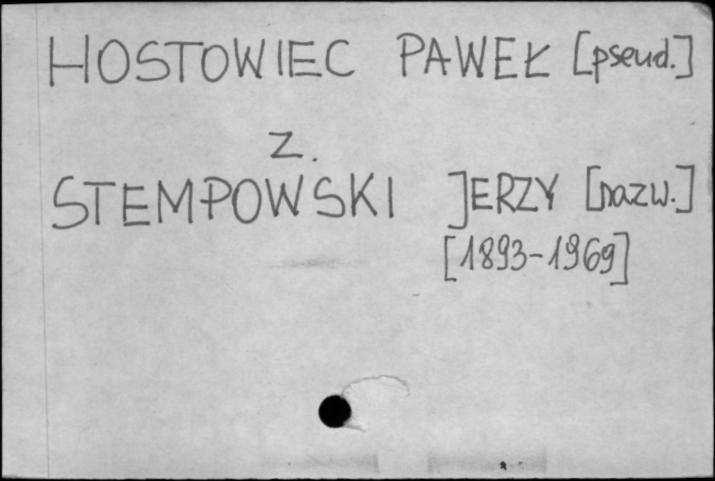 HOSTOWIEC PAWEŁ [pseud.]
z.
STEMPOWSKI JERZY [nazw.]
[1893-1969]